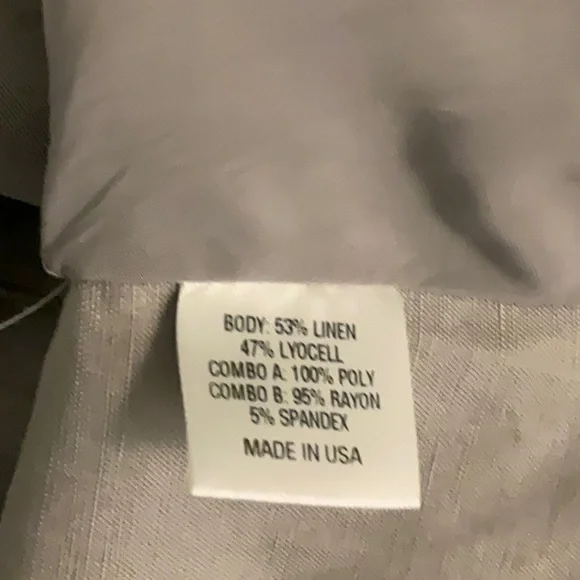 BODY: 53% LINEN
47% LYOCELL
COMBO A: 100% POLY
COMBO B: 95% RAYON
5% SPANDEX
MADE IN USA